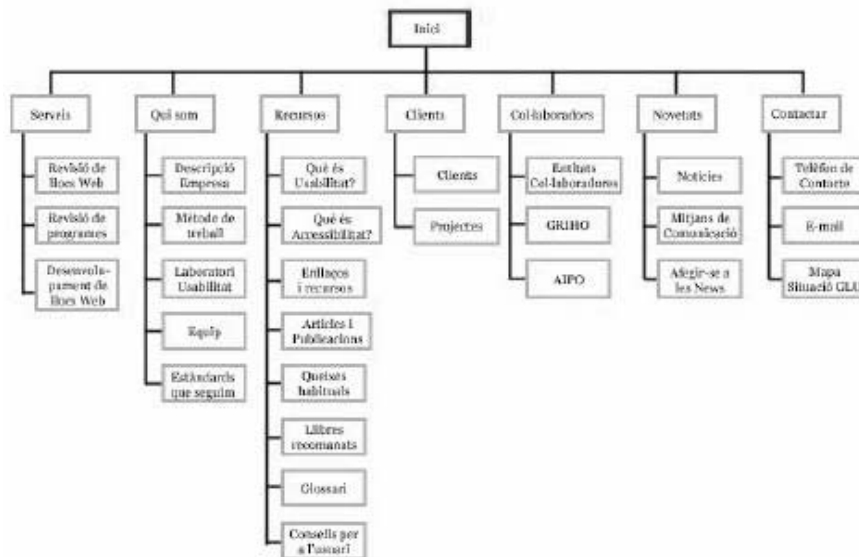 Inici
Serveis
Qui som
Recursos
Clients
Col·laboradors
Novetats
Contactar
Revisió de
llocs Web
Revisió de
programes
Desenvolu-
pament de
llocs Web
Descripció
Empresa
Mètode de
treball
Laboratori
Usabilitat
Equip
Estàndards
que seguim
Què és
Usabilitat?
Què és
Accessibilitat?
Enllaços
i recursos
Articles i
Publicacions
Queixes
habituals
Llibres
recomanats
Glossari
Consells per
a l'usuari
Clients
Projectes
Entitats
Col·laboradores
GRIHO
AIPO
Notícies
Mitjans de
Comunicació
Afegir-se a
les News
Telèfon de
Contacte
E-mail
Mapa
Situació GLU